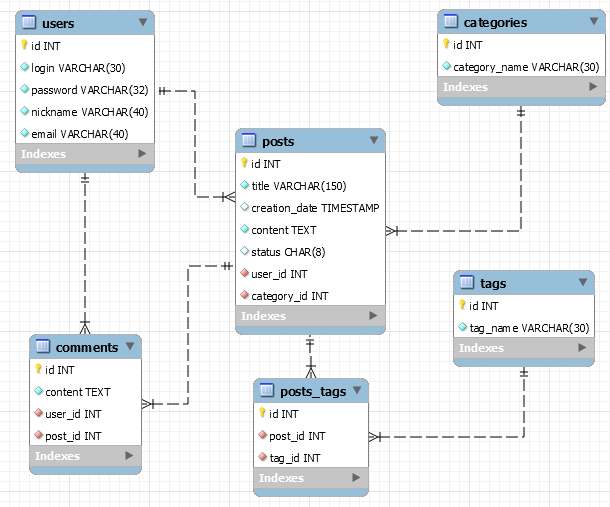 users
id INT
login VARCHAR(30)
password VARCHAR(32)
nickname VARCHAR(40)
email VARCHAR(40)
Indexes
categories
id INT
category_name VARCHAR(30)
Indexes
posts
id INT
title VARCHAR(150)
creation_date TIMESTAMP
content TEXT
status CHAR(8)
user_id INT
category_id INT
Indexes
tags
id INT
tag_name VARCHAR(30)
Indexes
comments
id INT
content TEXT
user_id INT
post_id INT
Indexes
posts_tags
id INT
post_id INT
tag_id INT
Indexes